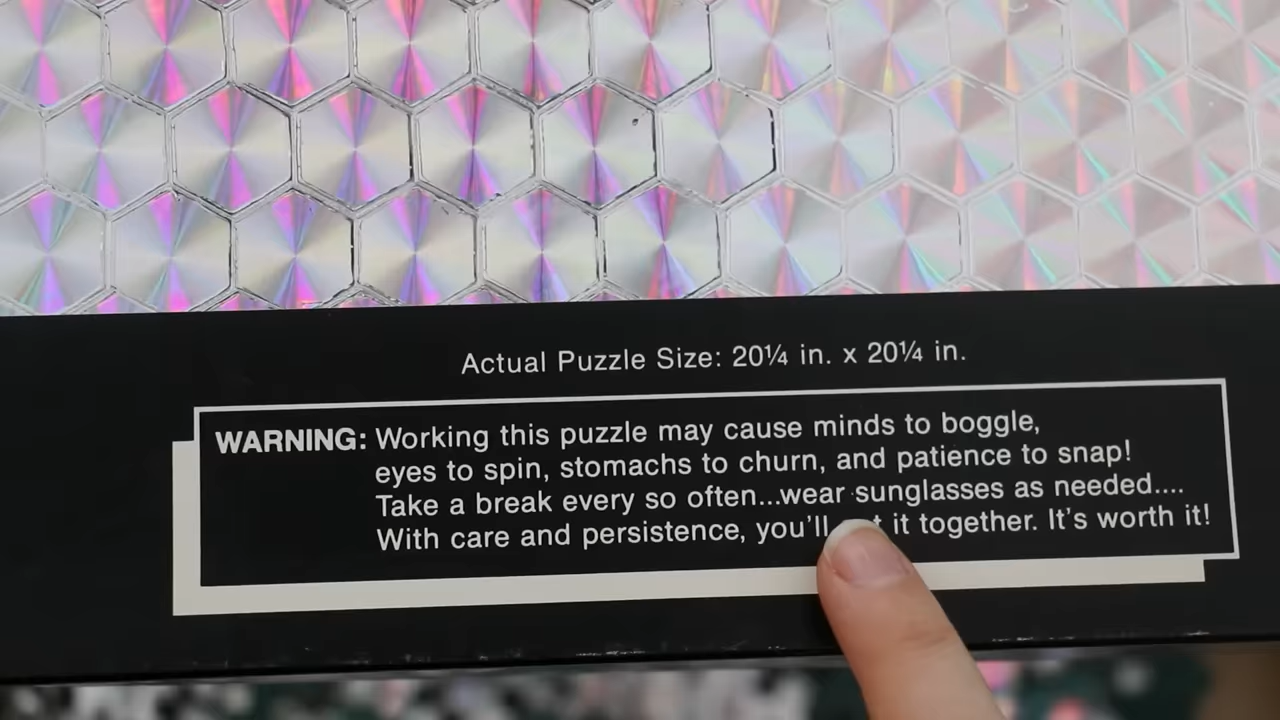 Actual Puzzle Size: 20¼ in. x 20¼ in.
WARNING: Working this puzzle may cause minds to boggle,
eyes to spin, stomachs to churn, and patience to snap!
Take a break every so often...wear sunglasses as needed....
With care and persistence, you'll it together. It's worth it!